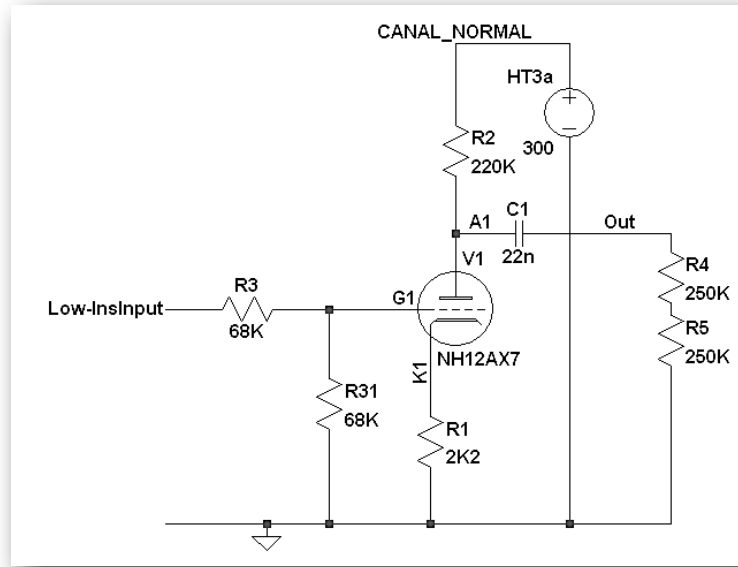 CANAL_NORMAL
HT3a
300
R2
220K
A1
C1
22n
Out
V1
R4
250K
R5
250K
Low-InsInput
R3
68K
G1
NH12AX7
K1
R31
68K
R1
2K2